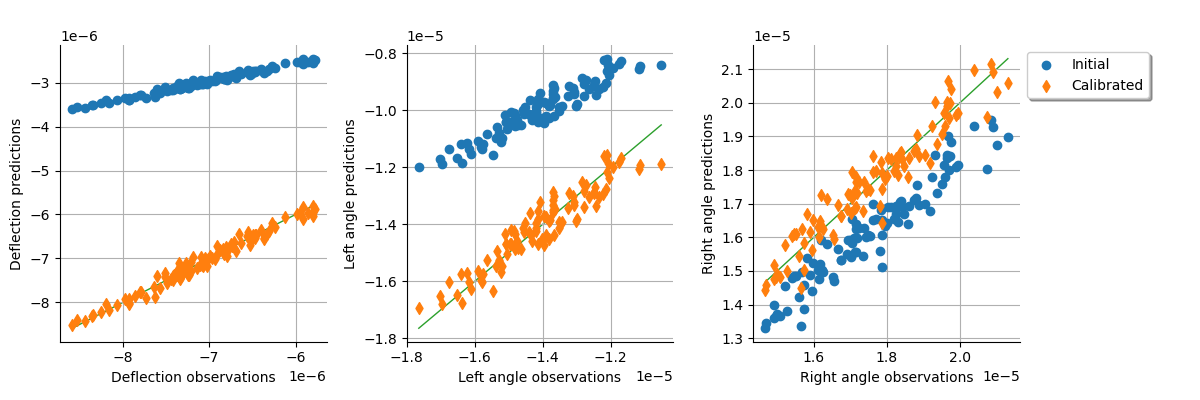 1e−6
−3
−4
−5
−6
−7
−8
−8 −7 −6
1e−6
Deflection observations
Deflection predictions
1e−5
−0.8
−1.0
−1.2
−1.4
−1.6
−1.8
−1.8 −1.6 −1.4 −1.2
1e−5
Left angle observations
Left angle predictions
1e−5
2.1
2.0
1.9
1.8
1.7
1.6
1.5
1.4
1.3
1.6 1.8 2.0
1e−5
Right angle observations
Right angle predictions
Initial
Calibrated